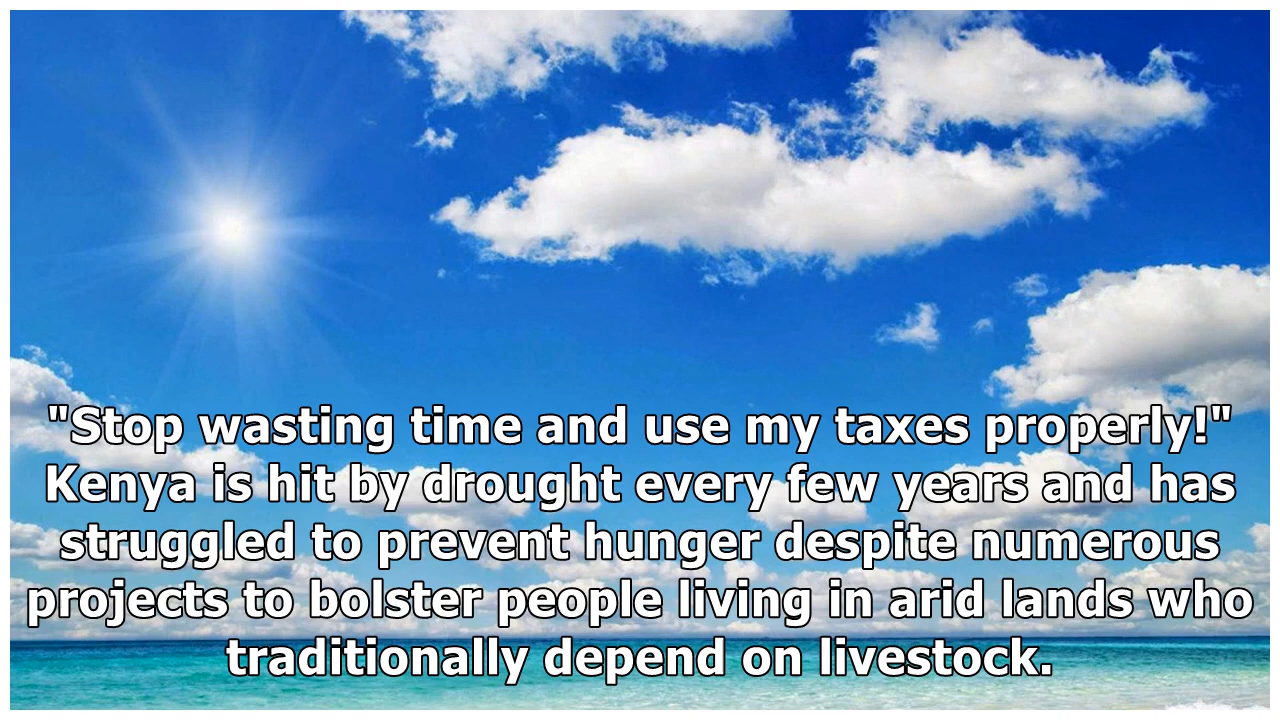 "Stop wasting time and use my taxes properly!"
Kenya is hit by drought every few years and has
struggled to prevent hunger despite numerous
projects to bolster people living in arid lands who
traditionally depend on livestock.